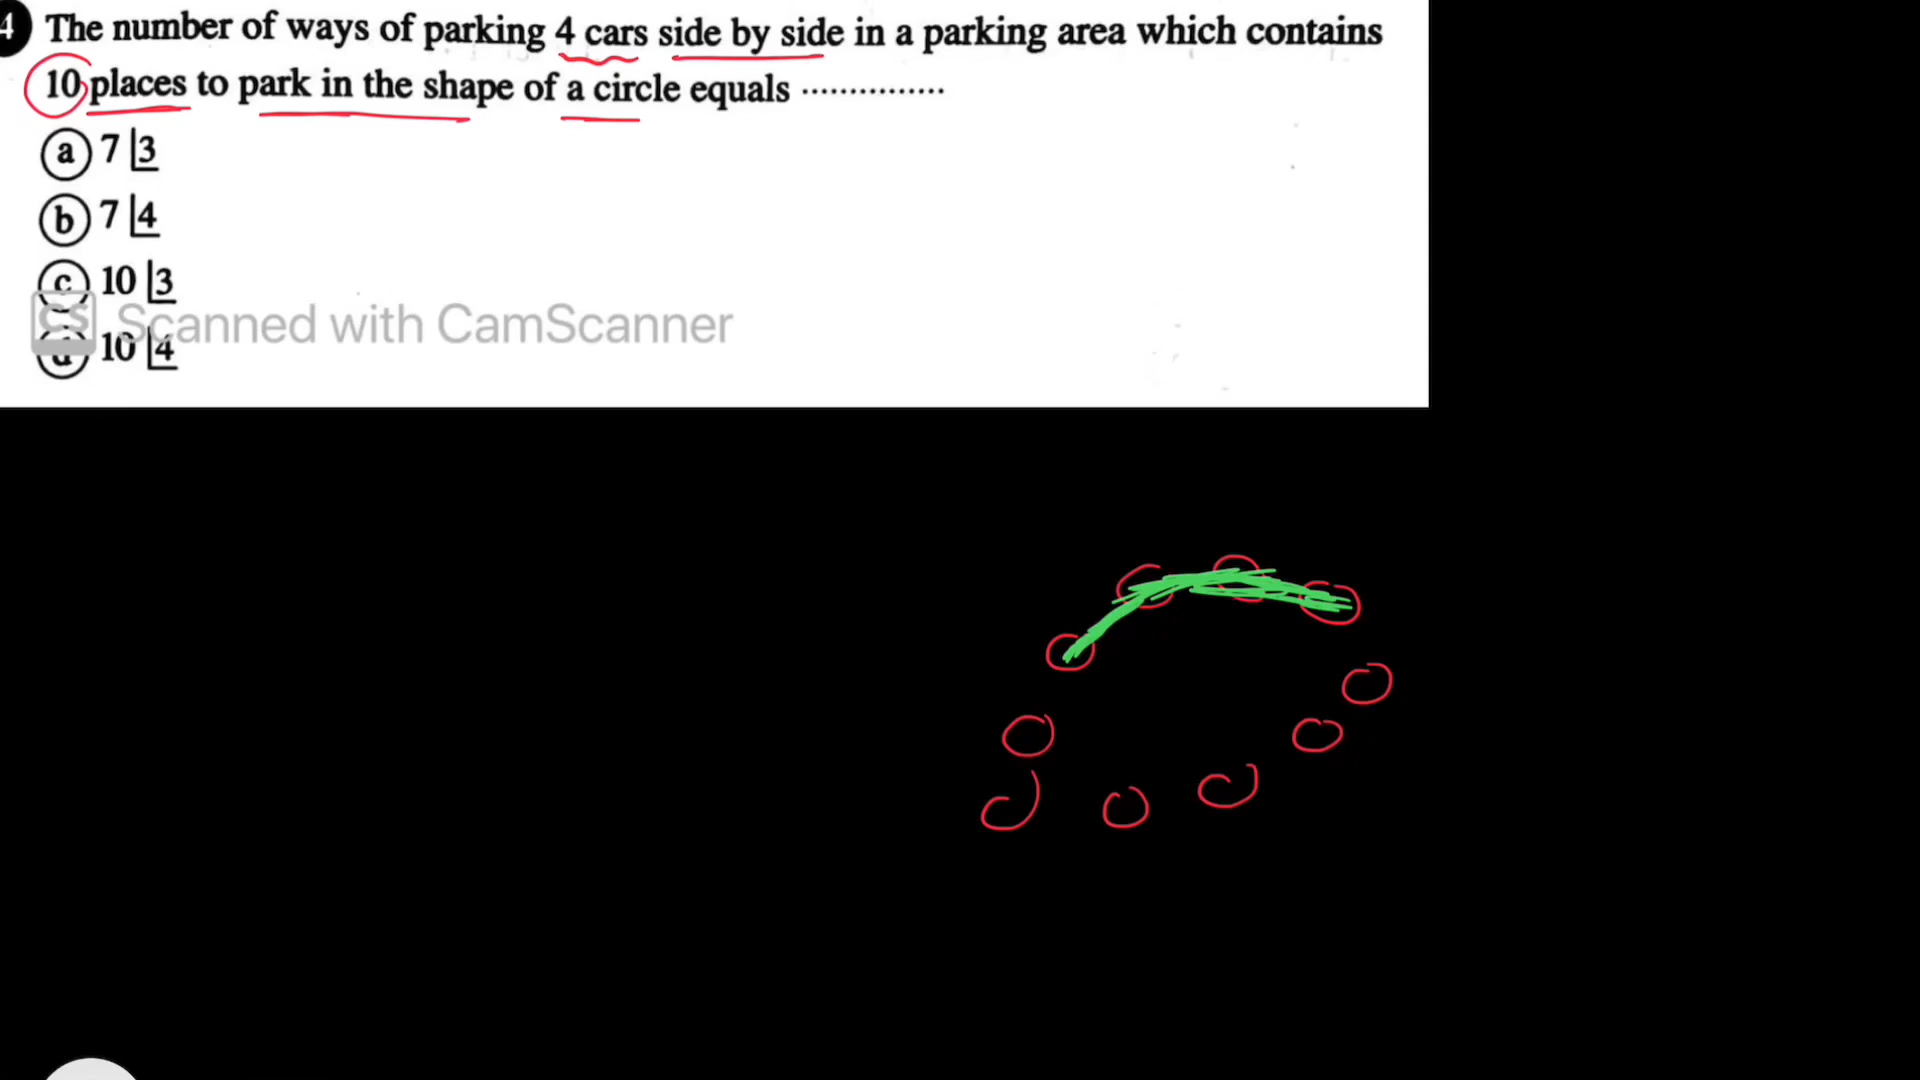 4 The number of ways of parking 4 cars side by side in a parking area which contains
10 places to park in the shape of a circle equals ...............
a 7 |3
b 7 |4
c 10 |3
CS Scanned with CamScanner
d 10 |4